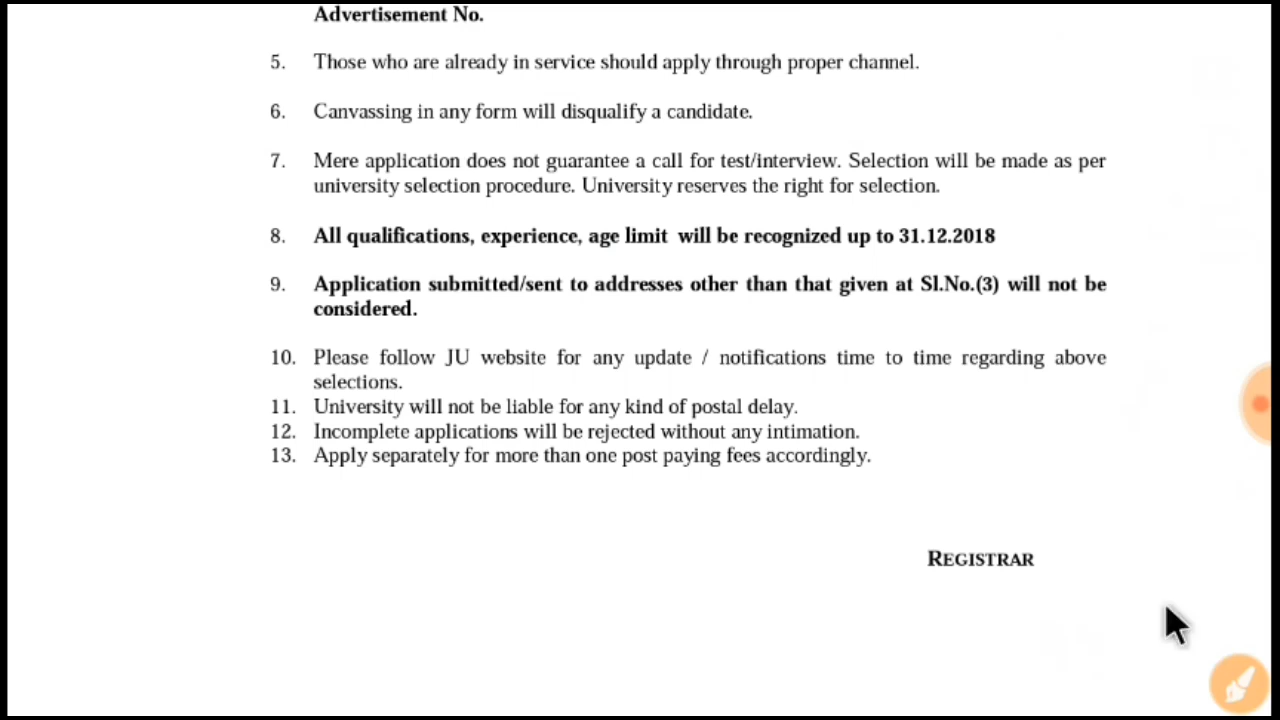 Advertisement No.
5. Those who are already in service should apply through proper channel.
6. Canvassing in any form will disqualify a candidate.
7. Mere application does not guarantee a call for test/interview. Selection will be made as per
university selection procedure. University reserves the right for selection.
8. All qualifications, experience, age limit will be recognized up to 31.12.2018
9. Application submitted/sent to addresses other than that given at Sl.No.(3) will not be
considered.
10. Please follow JU website for any update / notifications time to time regarding above
selections.
11. University will not be liable for any kind of postal delay.
12. Incomplete applications will be rejected without any intimation.
13. Apply separately for more than one post paying fees accordingly.
REGISTRAR